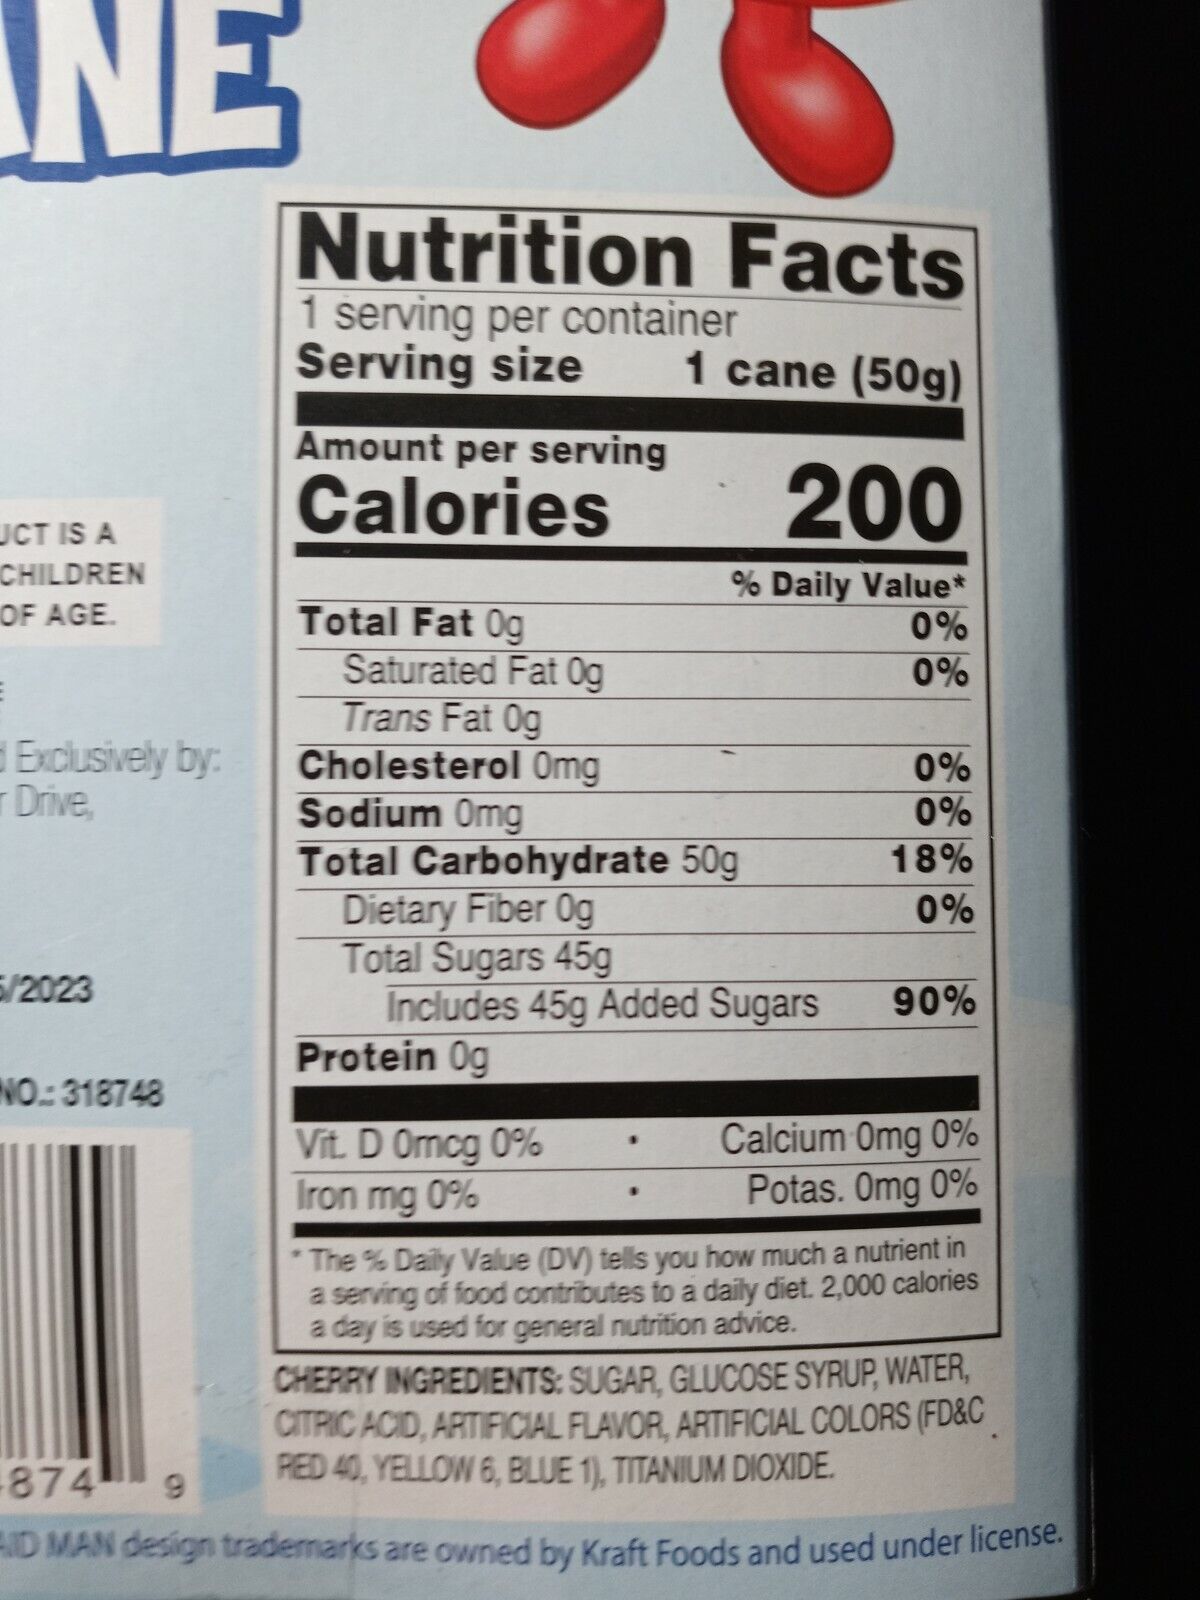 ANE
Nutrition Facts
1 serving per container
Serving size 1 cane (50g)
Amount per serving
Calories 200
% Daily Value*
Total Fat 0g 0%
Saturated Fat 0g 0%
Trans Fat 0g
Cholesterol 0mg 0%
Sodium 0mg 0%
Total Carbohydrate 50g 18%
Dietary Fiber 0g 0%
Total Sugars 45g
Includes 45g Added Sugars 90%
Protein 0g
Vit. D 0mcg 0% • Calcium 0mg 0%
Iron mg 0% • Potas. 0mg 0%
* The % Daily Value (DV) tells you how much a nutrient in
a serving of food contributes to a daily diet. 2,000 calories
a day is used for general nutrition advice.
CHERRY INGREDIENTS: SUGAR, GLUCOSE SYRUP, WATER,
CITRIC ACID, ARTIFICIAL FLAVOR, ARTIFICIAL COLORS (FD&C
RED 40, YELLOW 6, BLUE 1), TITANIUM DIOXIDE.
UCT IS A
CHILDREN
OF AGE.
Exclusively by:
r Drive,
/2023
NO.: 318748
874 9
AID MAN design trademarks are owned by Kraft Foods and used under license.